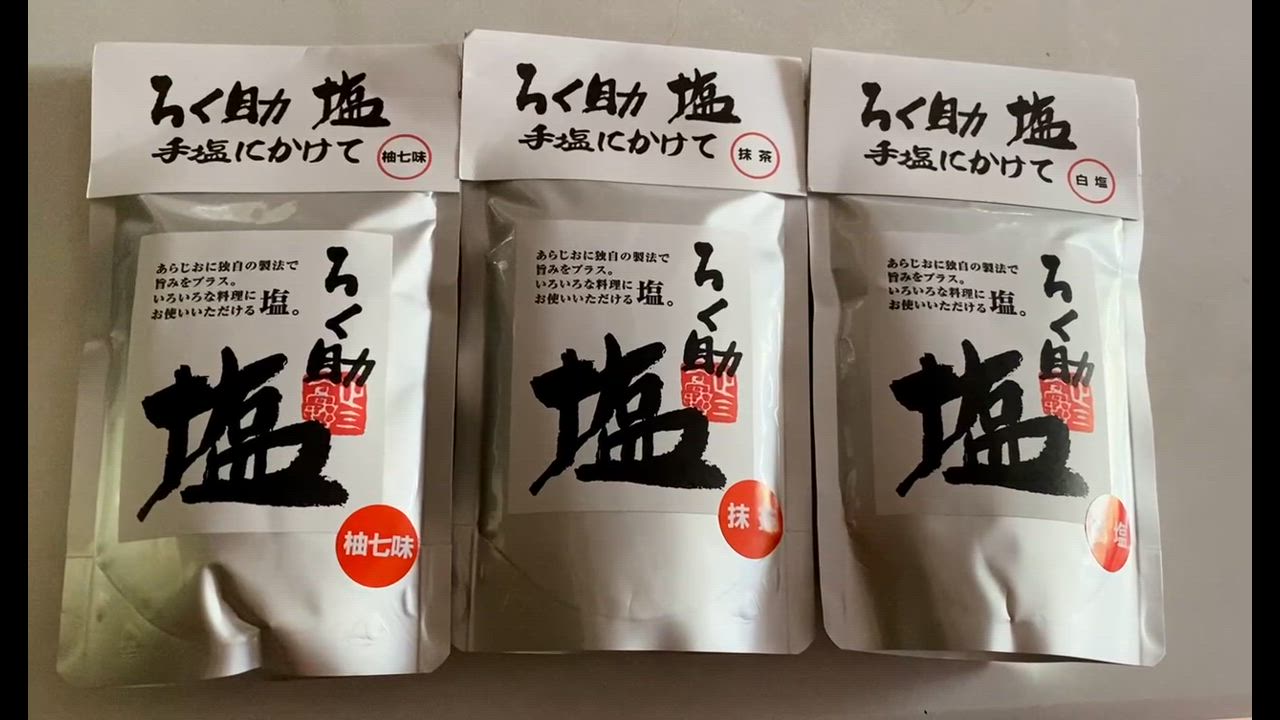 ろく助 塩
手塩にかけて
柚七味
あらじおに独自の製法で
旨みをプラス。
いろいろな料理に
お使いいただける 塩。
ろく助
塩
柚七味
ろく助 塩
手塩にかけて
抹茶
あらじおに独自の製法で
旨みをプラス。
いろいろな料理に
お使いいただける 塩。
ろく助
塩
抹茶
ろく助 塩
手塩にかけて
白塩
あらじおに独自の製法で
旨みをプラス。
いろいろな料理に
お使いいただける 塩。
ろく助
塩
白塩